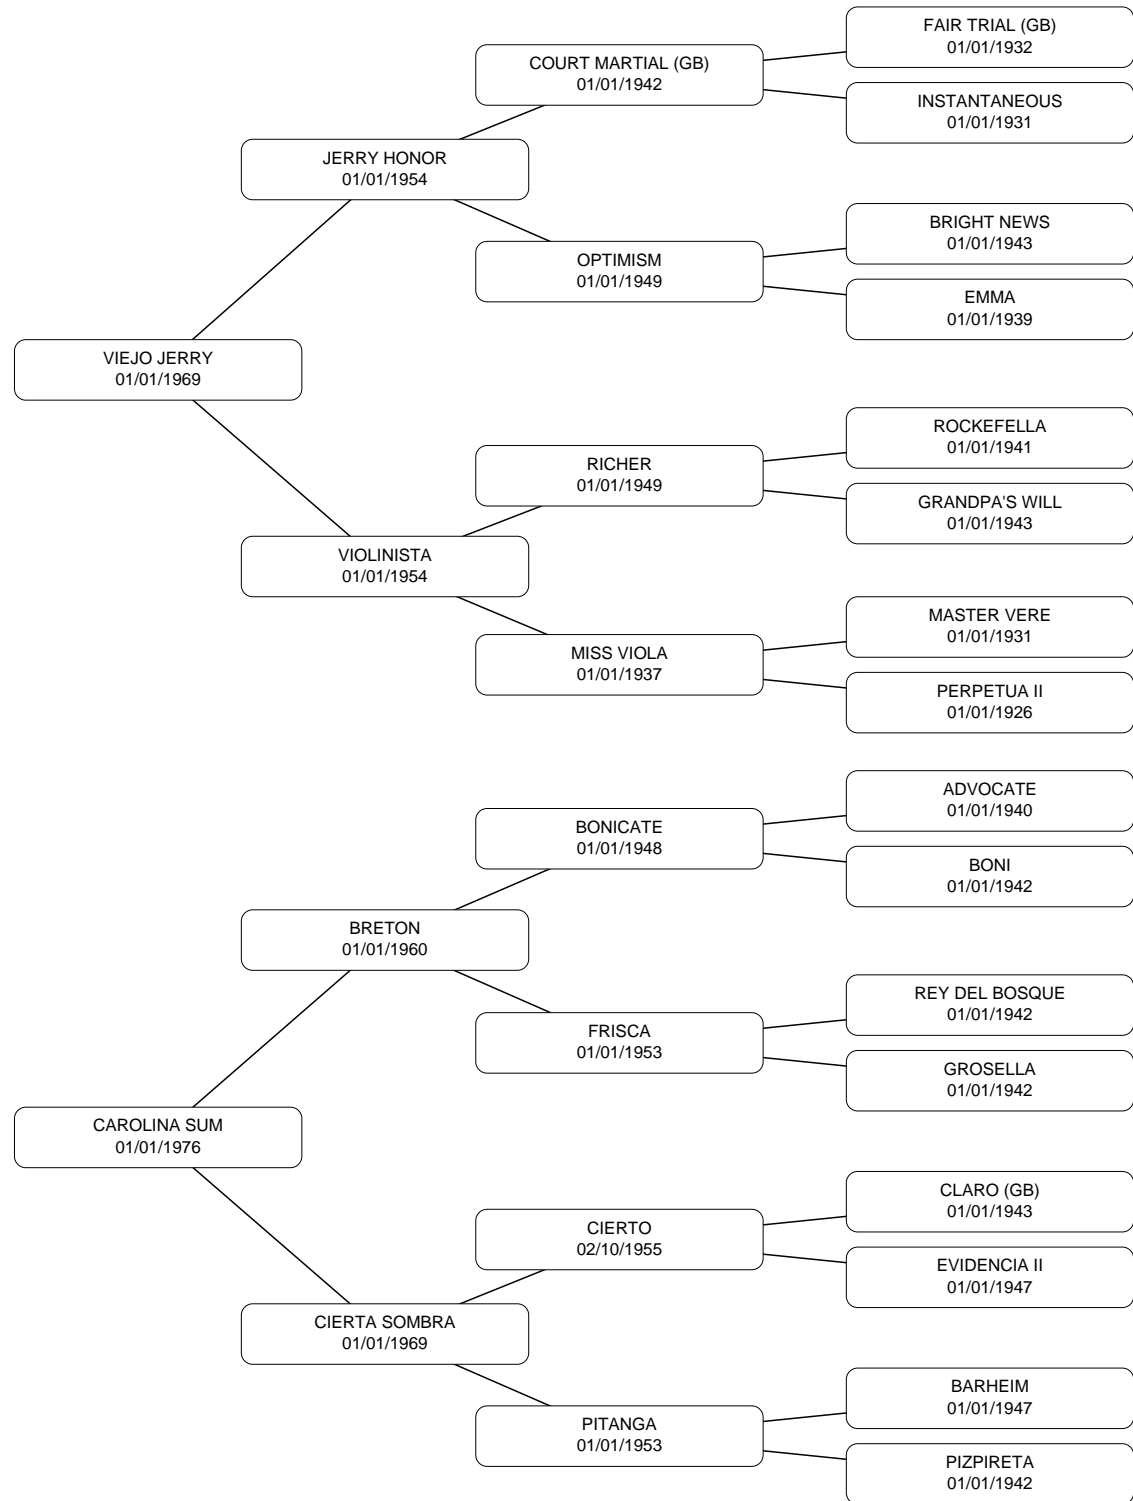 FAIR TRIAL (GB)
01/01/1932
COURT MARTIAL (GB)
01/01/1942
INSTANTANEOUS
01/01/1931
JERRY HONOR
01/01/1954
BRIGHT NEWS
01/01/1943
OPTIMISM
01/01/1949
EMMA
01/01/1939
VIEJO JERRY
01/01/1969
ROCKEFELLA
01/01/1941
RICHER
01/01/1949
GRANDPA'S WILL
01/01/1943
VIOLINISTA
01/01/1954
MASTER VERE
01/01/1931
MISS VIOLA
01/01/1937
PERPETUA II
01/01/1926
ADVOCATE
01/01/1940
BONICATE
01/01/1948
BONI
01/01/1942
BRETON
01/01/1960
REY DEL BOSQUE
01/01/1942
FRISCA
01/01/1953
GROSELLA
01/01/1942
CAROLINA SUM
01/01/1976
CLARO (GB)
01/01/1943
CIERTO
02/10/1955
EVIDENCIA II
01/01/1947
CIERTA SOMBRA
01/01/1969
BARHEIM
01/01/1947
PITANGA
01/01/1953
PIZPIRETA
01/01/1942